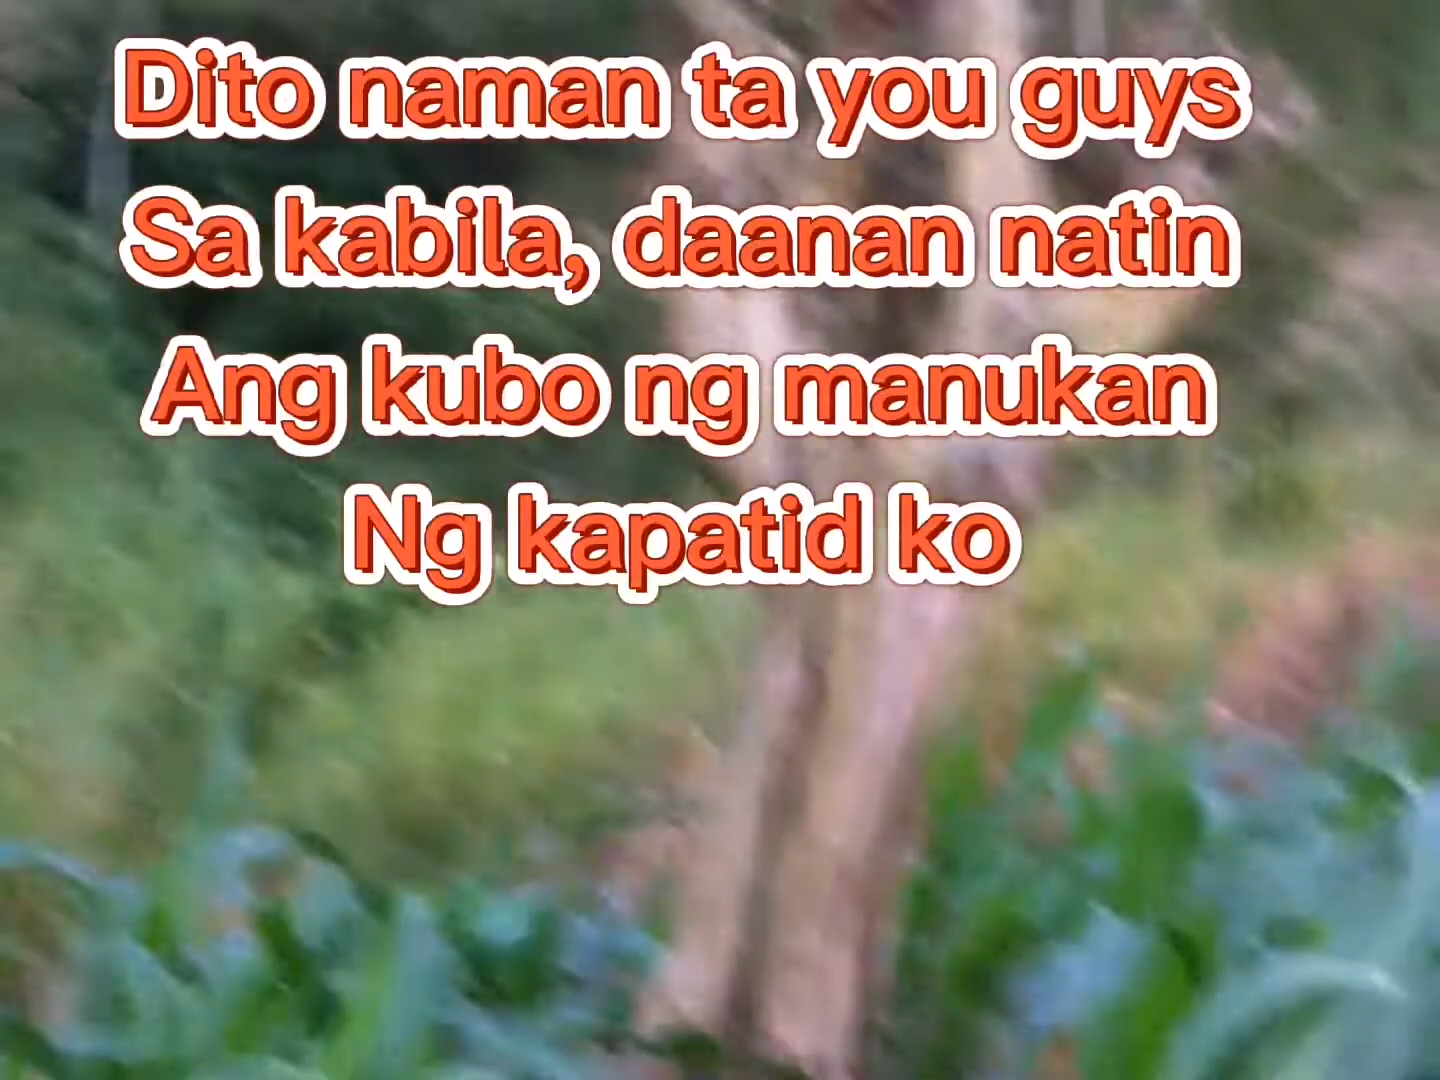 Dito naman ta you guys
Sa kabila, daanan natin
Ang kubo ng manukan
Ng kapatid ko